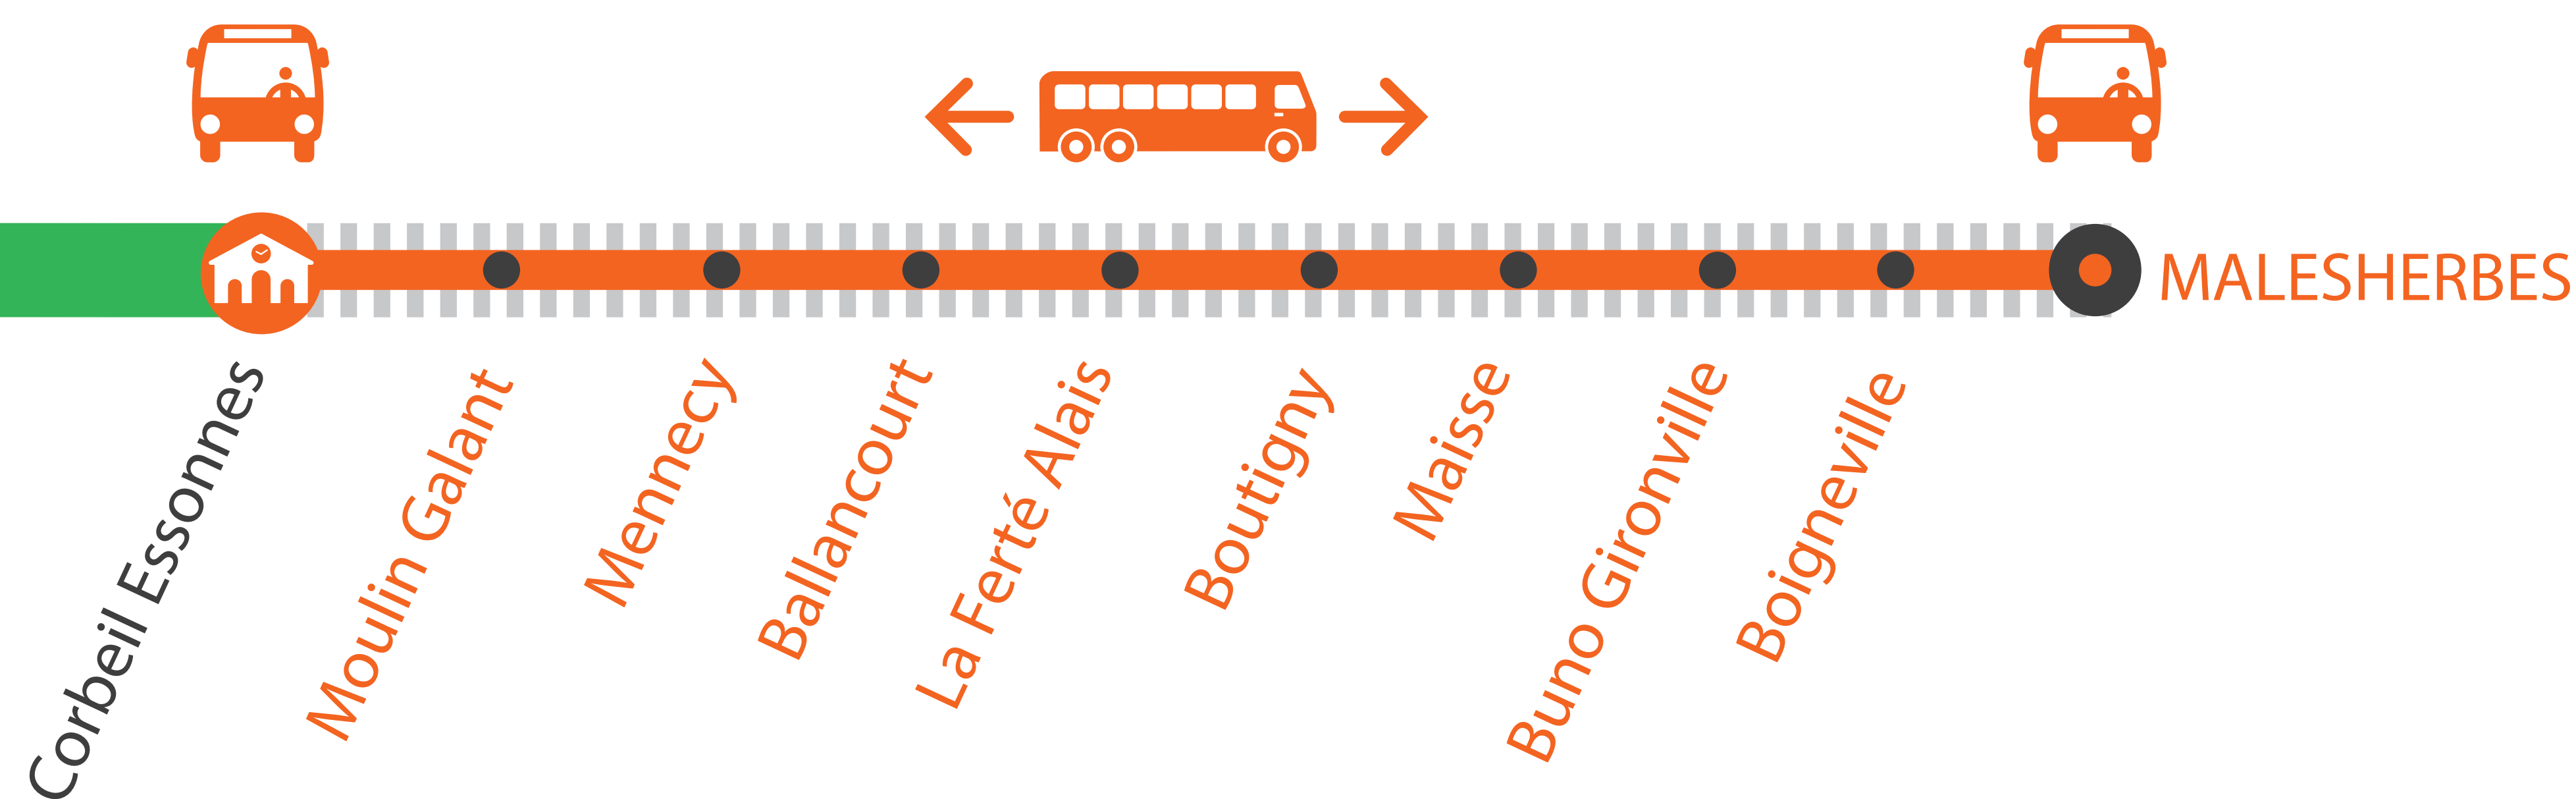 Corbeil Essonnes
Moulin Galant
Mennecy
Ballancourt
La Ferté Alais
Boutigny
Maisse
Buno Gironville
Boigneville
MALESHERBES